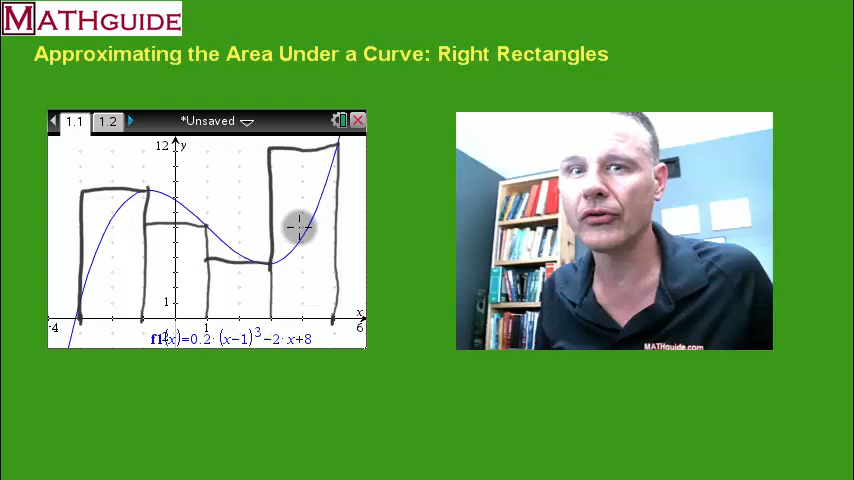 MATHGUIDE
Approximating the Area Under a Curve: Right Rectangles
1.1 1.2 *Unsaved
12 y
1
x
-4 1 6
f1(x)=0.2·(x−1)^3−2·x+8
MATHguide.com